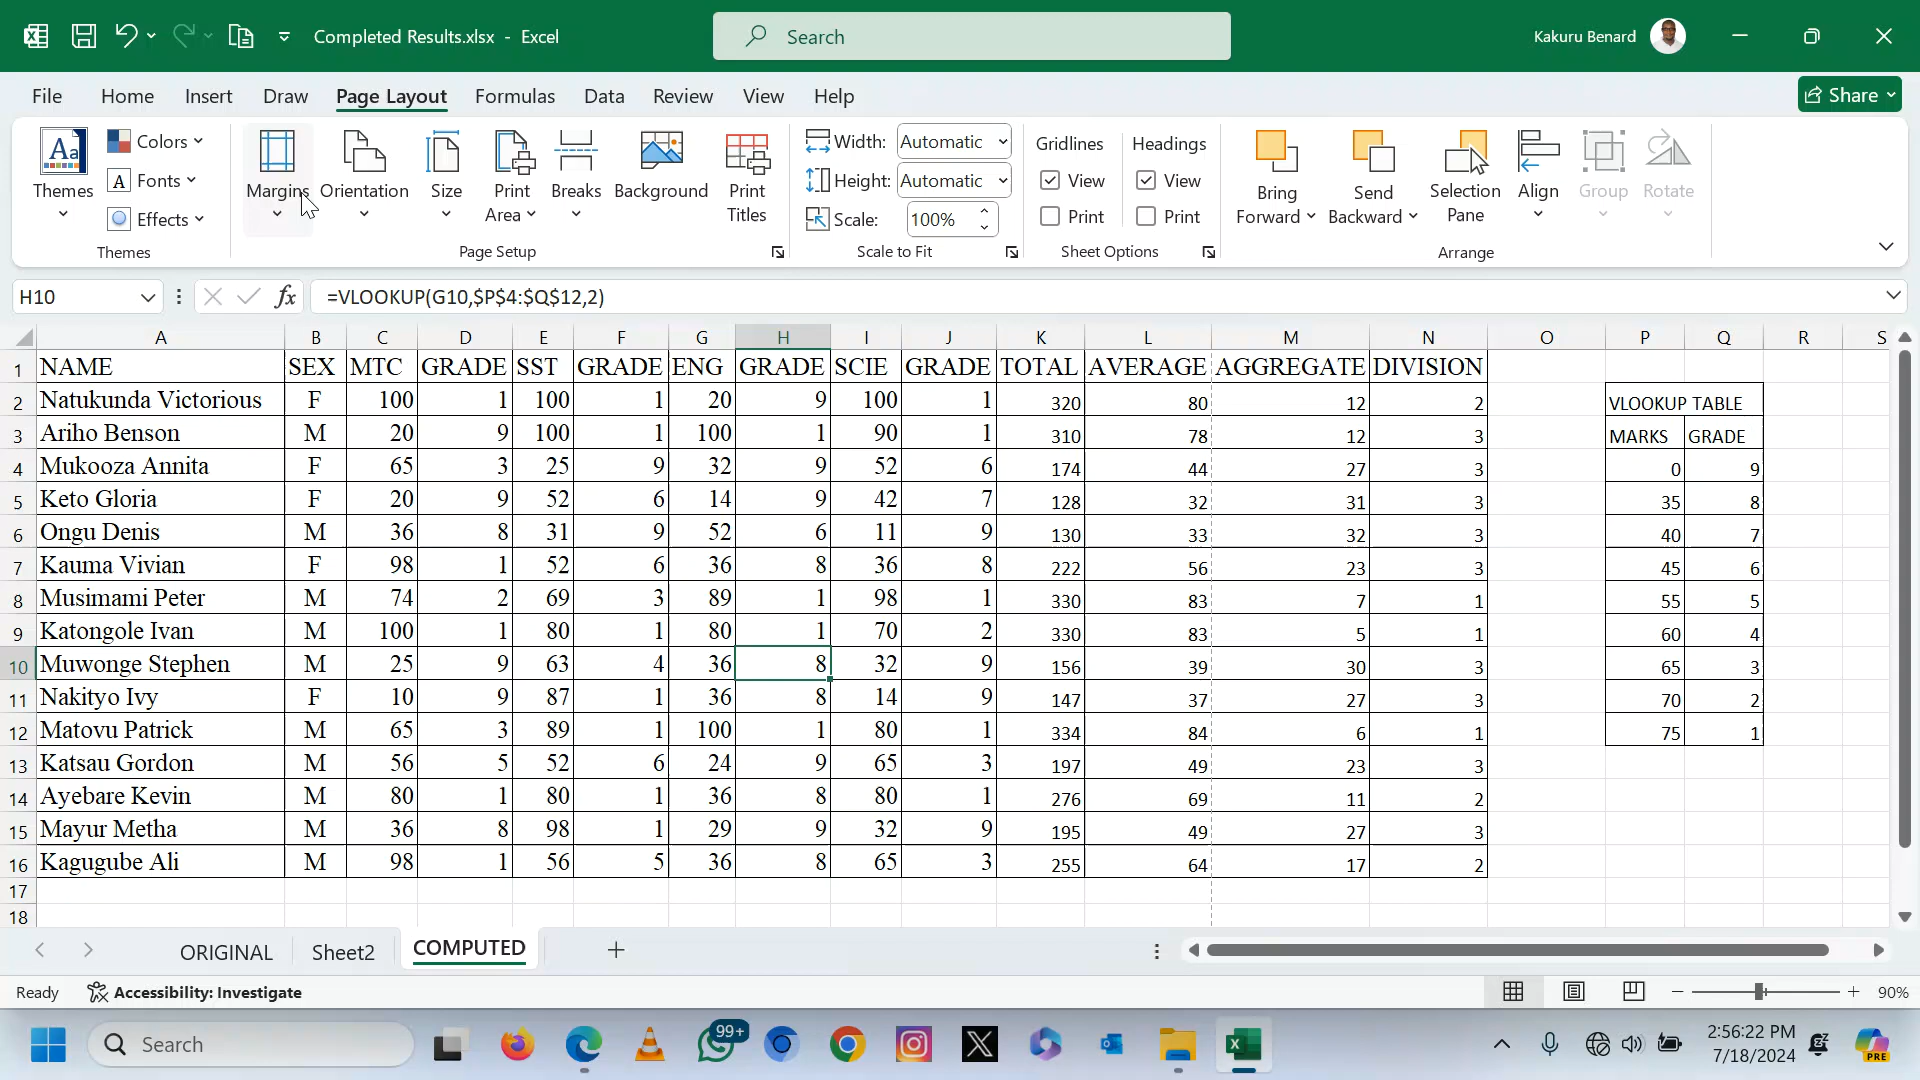 Completed Results.xlsx - Excel
Search
Kakuru Benard
File Home Insert Draw Page Layout Formulas Data Review View Help
Share
Themes
Colors
Fonts
Effects
Themes
Margins
Orientation
Size
Print Area
Breaks
Background
Print Titles
Page Setup
Width: Automatic
Height: Automatic
Scale: 100%
Scale to Fit
Gridlines
View
Print
Headings
View
Print
Sheet Options
Bring Forward
Send Backward
Selection Pane
Align
Group
Rotate
Arrange
H10 fx =VLOOKUP(G10,$P$4:$Q$12,2)
A B C D E F G H I J K L M N O P Q R S
1 NAME SEX MTC GRADE SST GRADE ENG GRADE SCIE GRADE TOTAL AVERAGE AGGREGATE DIVISION
2 Natukunda Victorious F 100 1 100 1 20 9 100 1 320 80 12 2 VLOOKUP TABLE
3 Ariho Benson M 20 9 100 1 100 1 90 1 310 78 12 3 MARKS GRADE
4 Mukooza Annita F 65 3 25 9 32 9 52 6 174 44 27 3 0 9
5 Keto Gloria F 20 9 52 6 14 9 42 7 128 32 31 3 35 8
6 Ongu Denis M 36 8 31 9 52 6 11 9 130 33 32 3 40 7
7 Kauma Vivian F 98 1 52 6 36 8 36 8 222 56 23 3 45 6
8 Musimami Peter M 74 2 69 3 89 1 98 1 330 83 7 1 55 5
9 Katongole Ivan M 100 1 80 1 80 1 70 2 330 83 5 1 60 4
10 Muwonge Stephen M 25 9 63 4 36 8 32 9 156 39 30 3 65 3
11 Nakityo Ivy F 10 9 87 1 36 8 14 9 147 37 27 3 70 2
12 Matovu Patrick M 65 3 89 1 100 1 80 1 334 84 6 1 75 1
13 Katsau Gordon M 56 5 52 6 24 9 65 3 197 49 23 3
14 Ayebare Kevin M 80 1 80 1 36 8 80 1 276 69 11 2
15 Mayur Metha M 36 8 98 1 29 9 32 9 195 49 27 3
16 Kagugube Ali M 98 1 56 5 36 8 65 3 255 64 17 2
17
18
ORIGINAL Sheet2 COMPUTED
Ready Accessibility: Investigate 90%
Search 99+ 2:56:22 PM
7/18/2024
PRE